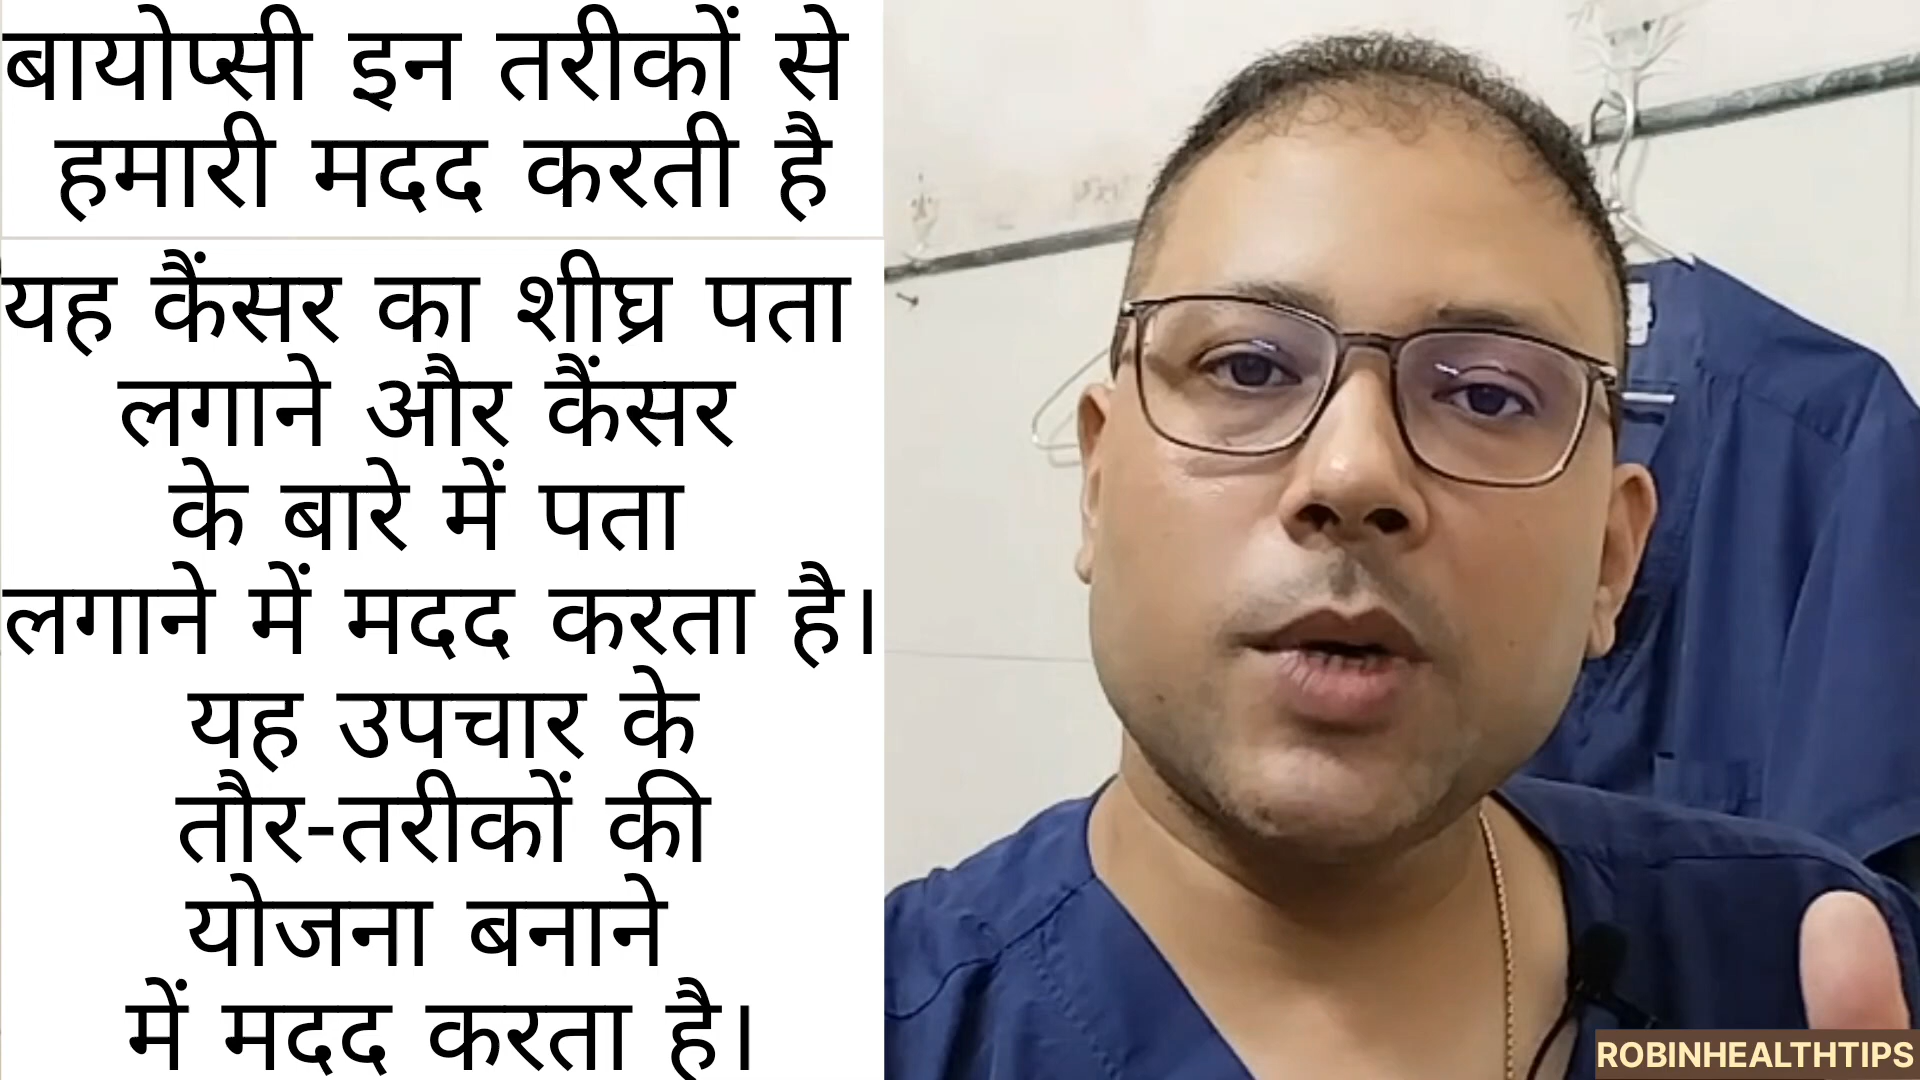 बायोप्सी इन तरीकों से
हमारी मदद करती है
यह कैंसर का शीघ्र पता
लगाने और कैंसर
के बारे में पता
लगाने में मदद करता है।
यह उपचार के
तौर-तरीकों की
योजना बनाने
में मदद करता है।
ROBINHEALTHTIPS